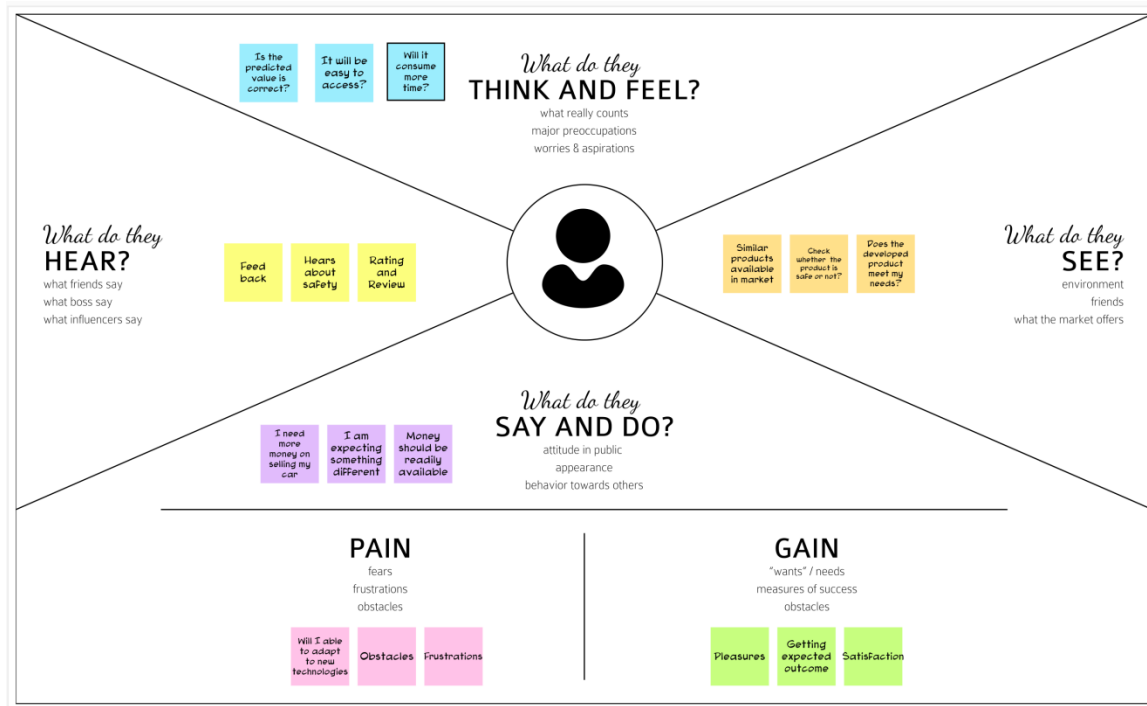 Is the
predicted
value is
correct?
It will be
easy to
access?
Will it
consume
more
time?
What do they
THINK AND FEEL?
what really counts
major preoccupations
worries & aspirations
What do they
HEAR?
what friends say
what boss say
what influencers say
Feed
back
Hears
about
safety
Rating
and
Review
Similar
products
available
in market
Check
whether the
product is
safe or not?
Does the
developed
product
meet my
needs?
What do they
SEE?
environment
friends
what the market offers
What do they
SAY AND DO?
attitude in public
appearance
behavior towards others
I need
more
money on
selling my
car
I am
expecting
something
different
Money
should be
readily
available
PAIN
fears
frustrations
obstacles
Will I able
to adapt
to new
technologies
Obstacles
Frustrations
GAIN
"wants" / needs
measures of success
obstacles
Pleasures
Getting
expected
outcome
Satisfaction